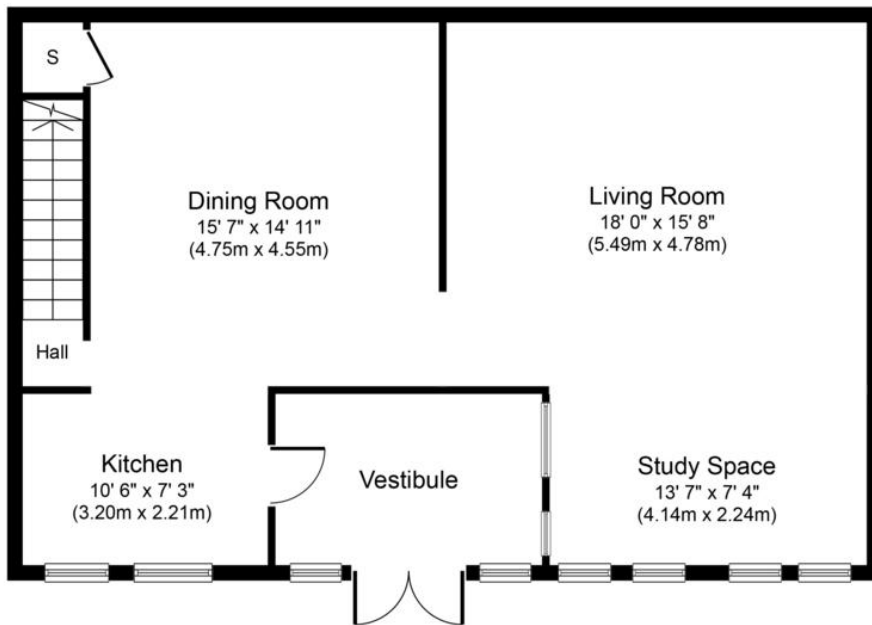 S
Dining Room
15' 7" x 14' 11"
(4.75m x 4.55m)
Living Room
18' 0" x 15' 8"
(5.49m x 4.78m)
Hall
Kitchen
10' 6" x 7' 3"
(3.20m x 2.21m)
Vestibule
Study Space
13' 7" x 7' 4"
(4.14m x 2.24m)